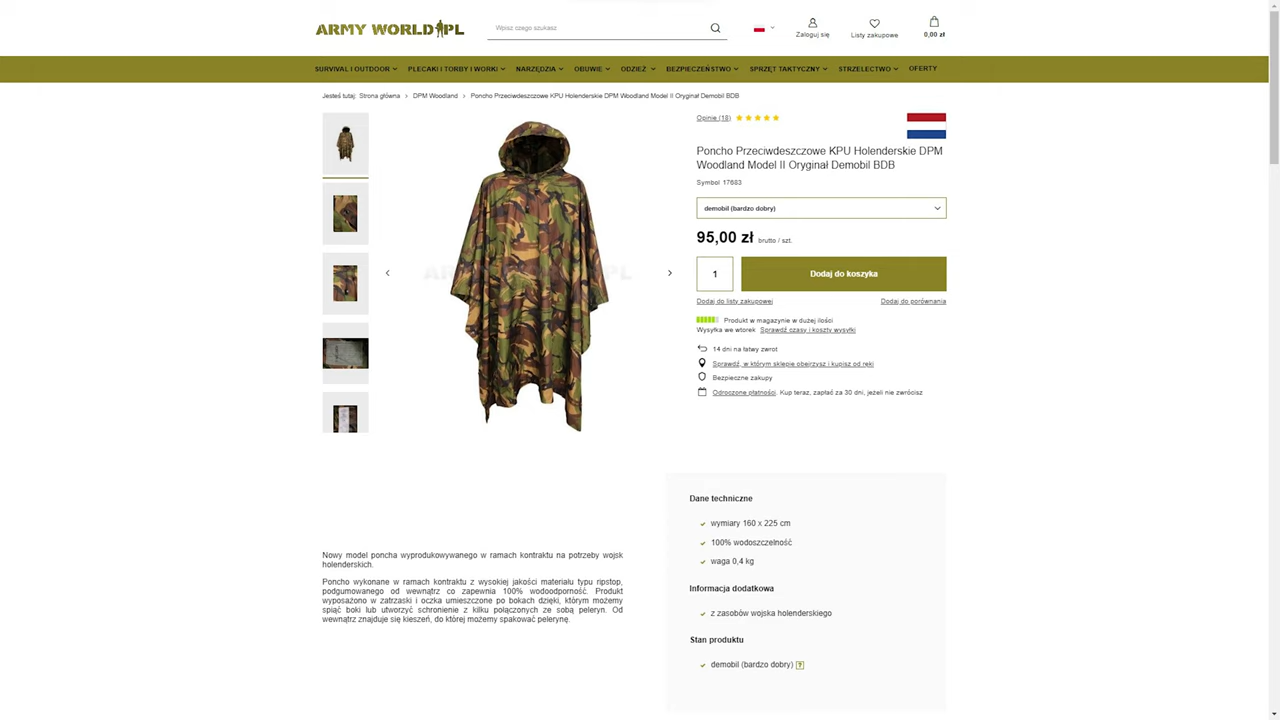 ARMY WORLD PL
Wpisz czego szukasz
Zaloguj się
Listy zakupowe
0,00 zł
SURVIVAL I OUTDOOR
PLECAKI I TORBY I WORKI
NARZĘDZIA
OBUWIE
ODZIEŻ
BEZPIECZEŃSTWO
SPRZĘT TAKTYCZNY
STRZELECTWO
OFERTY
Jesteś tutaj: Strona główna > DPM Woodland > Poncho Przeciwdeszczowe KPU Holenderskie DPM Woodland Model II Oryginał Demobil BDB
Opinie (18)
Poncho Przeciwdeszczowe KPU Holenderskie DPM
Woodland Model II Oryginał Demobil BDB
Symbol 17683
demobil (bardzo dobry)
95,00 zł brutto / szt.
1
Dodaj do koszyka
Dodaj do listy zakupowej
Dodaj do porównania
Produkt w magazynie w dużej ilości
Wysyłka we wtorek Sprawdź czasy i koszty wysyłki
14 dni na łatwy zwrot
Sprawdź, w którym sklepie obejrzysz i kupisz od ręki
Bezpieczne zakupy
Odroczone płatności. Kup teraz, zapłać za 30 dni, jeżeli nie zwrócisz
ARMY WORLD PL
Dane techniczne
wymiary 160 x 225 cm
100% wodoszczelność
waga 0,4 kg
Informacja dodatkowa
z zasobów wojska holenderskiego
Stan produktu
demobil (bardzo dobry) ?
Nowy model poncha wyprodukowywanego w ramach kontraktu na potrzeby wojsk
holenderskich.
Poncho wykonane w ramach kontraktu z wysokiej jakości materiału typu ripstop,
podgumowanego od wewnątrz co zapewnia 100% wodoodporność. Produkt
wyposażono w zatrzaski i oczka umieszczone po bokach dzięki, którym możemy
spiąć boki lub utworzyć schronienie z kilku połączonych ze sobą peleryn. Od
wewnątrz znajduje się kieszeń, do której możemy spakować pelerynę.